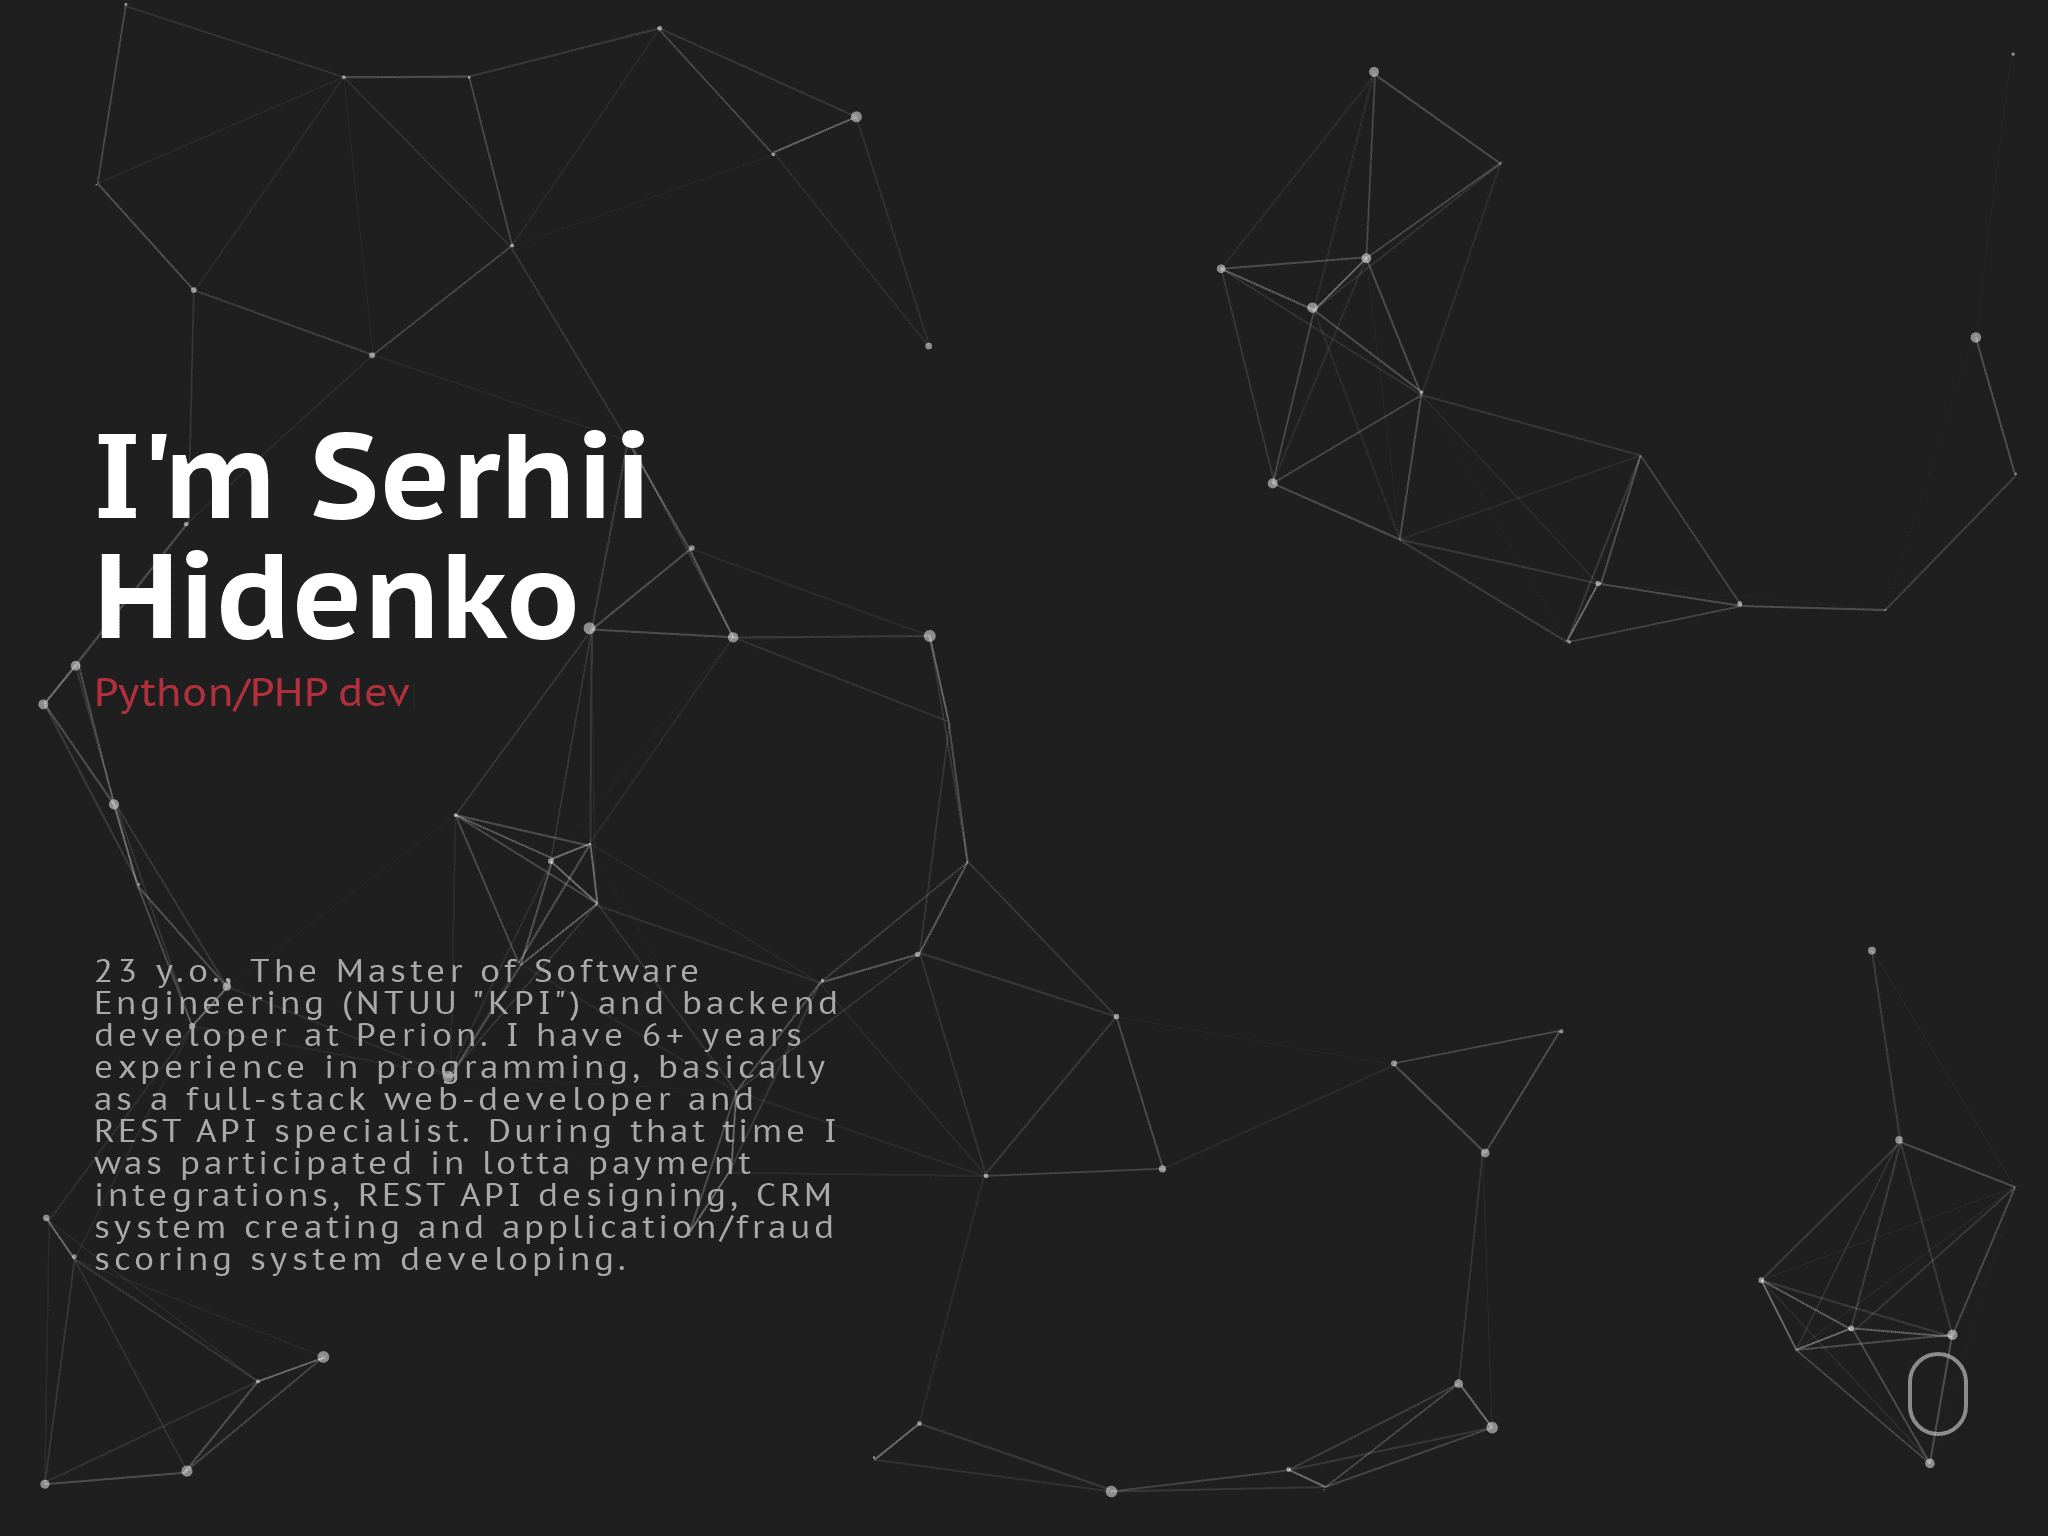 I'm Serhii
Hidenko
Python/PHP dev
23 y.o., The Master of Software
Engineering (NTUU "KPI") and backend
developer at Perion. I have 6+ years
experience in programming, basically
as a full-stack web-developer and
REST API specialist. During that time I
was participated in lotta payment
integrations, REST API designing, CRM
system creating and application/fraud
scoring system developing.